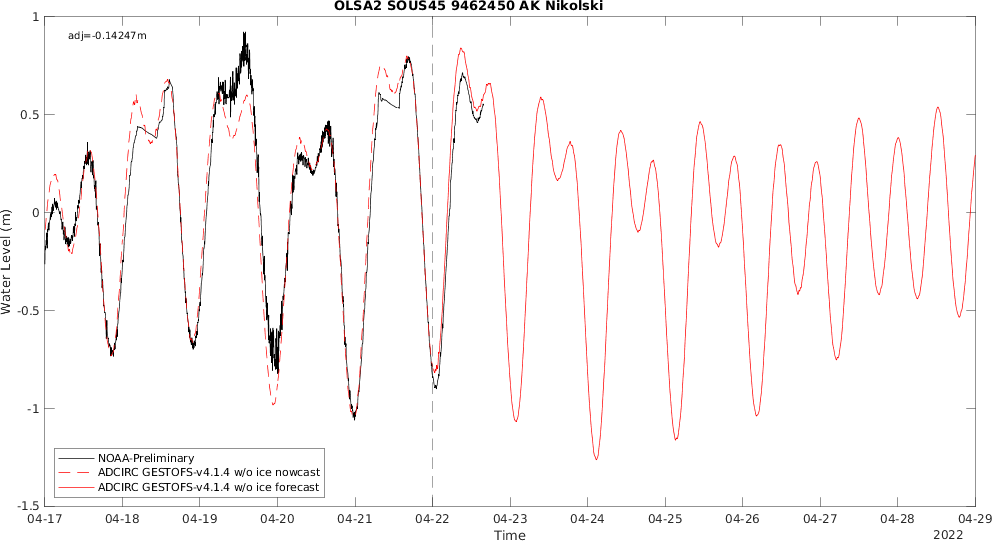 OLSA2 SOUS45 9462450 AK Nikolski
adj=-0.14247m
1
0.5
0
-0.5
-1
-1.5
Water Level (m)
NOAA-Preliminary
ADCIRC GESTOFS-v4.1.4 w/o ice nowcast
ADCIRC GESTOFS-v4.1.4 w/o ice forecast
04-17 04-18 04-19 04-20 04-21 04-22 04-23 04-24 04-25 04-26 04-27 04-28 04-29
Time
2022